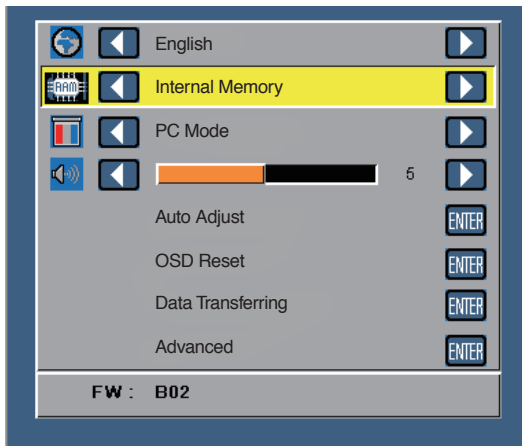 English
RAM Internal Memory
PC Mode
5
Auto Adjust ENTER
OSD Reset ENTER
Data Transferring ENTER
Advanced ENTER
FW : B02